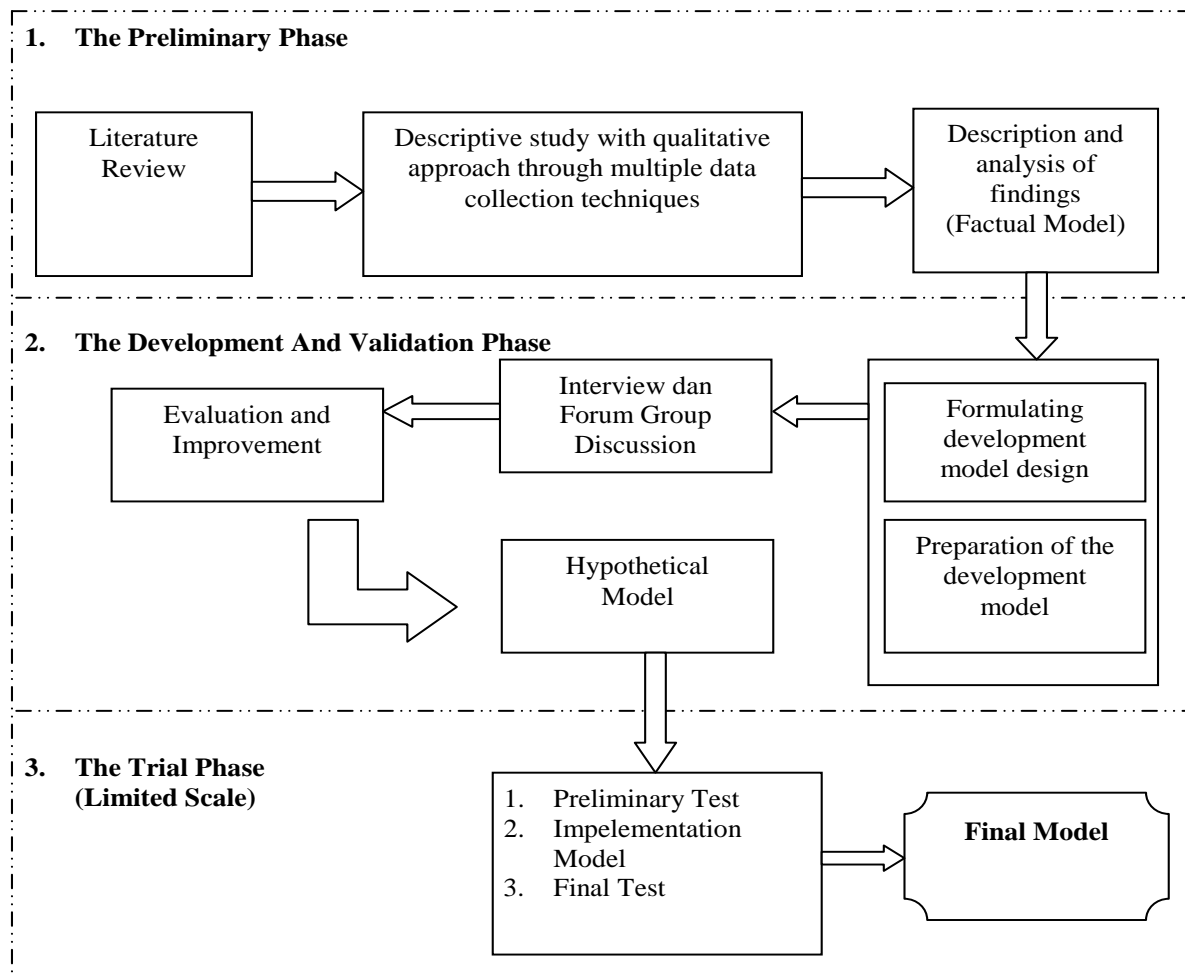 1. The Preliminary Phase
Literature
Review
Descriptive study with qualitative
approach through multiple data
collection techniques
Description and
analysis of
findings
(Factual Model)
2. The Development And Validation Phase
Formulating
development
model design
Preparation of the
development
model
Interview dan
Forum Group
Discussion
Evaluation and
Improvement
Hypothetical
Model
3. The Trial Phase
(Limited Scale)
1. Preliminary Test
2. Impelementation
Model
3. Final Test
Final Model